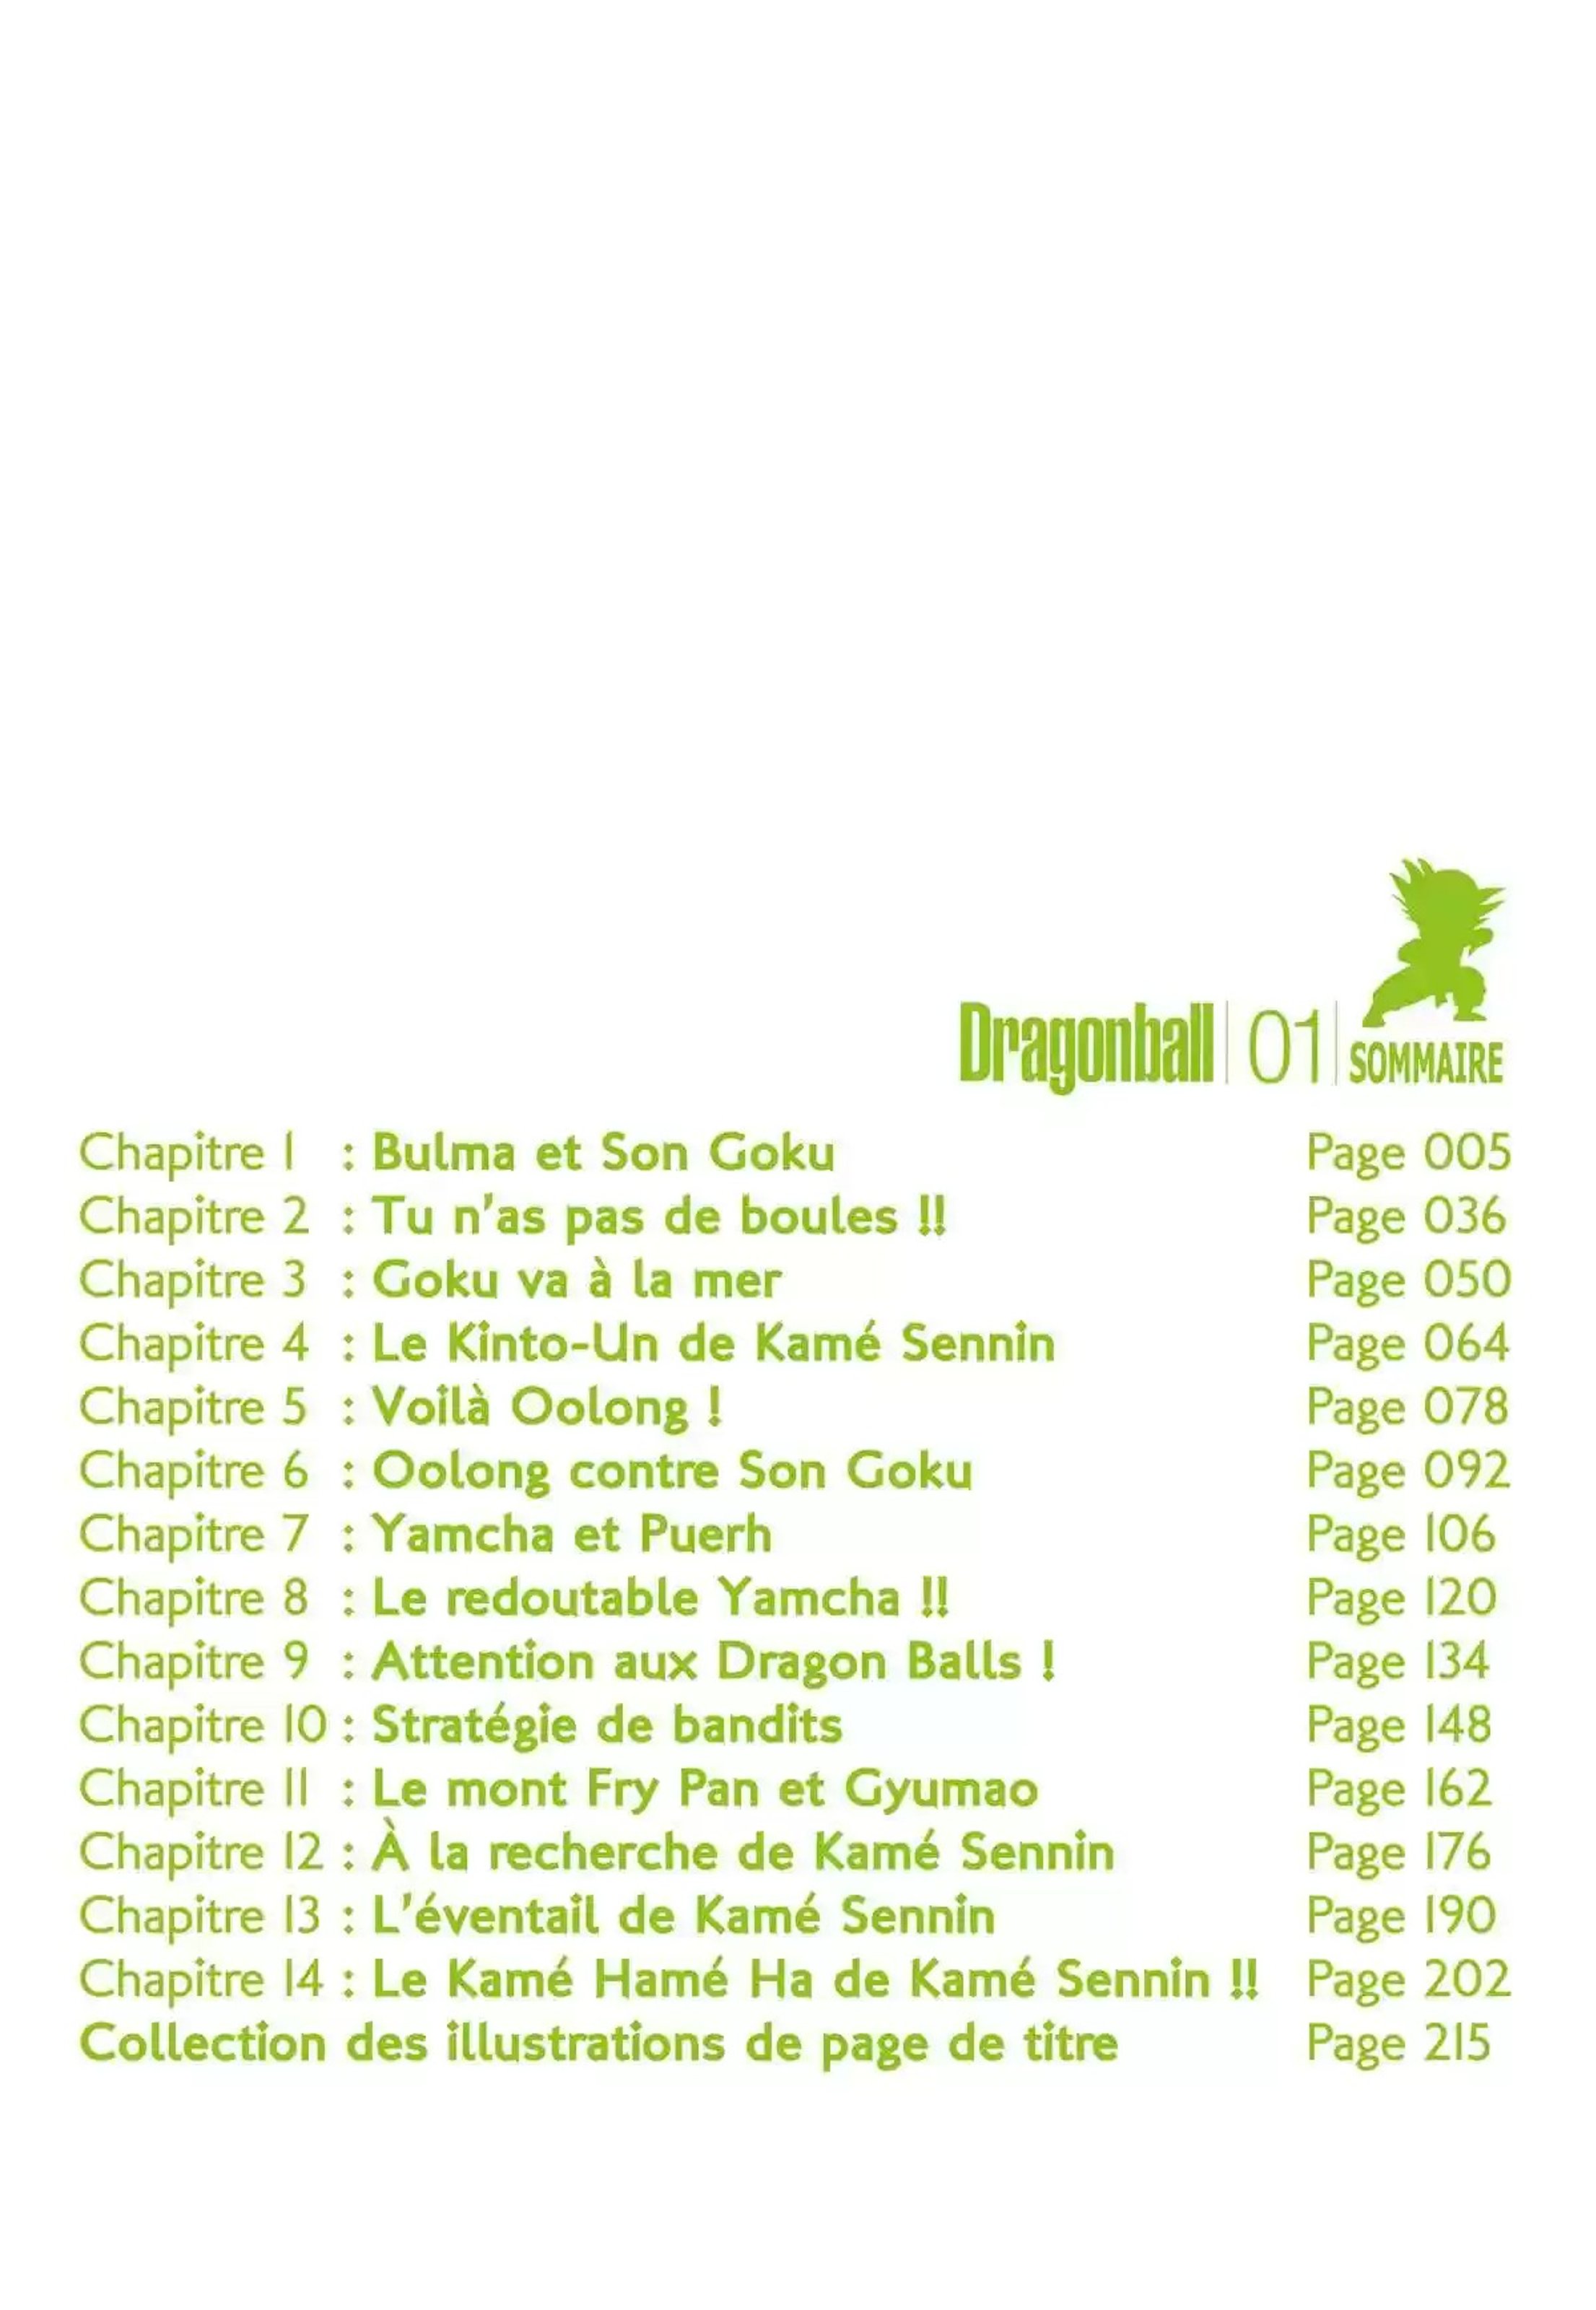 Dragonball 01 SOMMAIRE
Chapitre 1 : Bulma et Son Goku Page 005
Chapitre 2 : Tu n'as pas de boules !! Page 036
Chapitre 3 : Goku va à la mer Page 050
Chapitre 4 : Le Kinto-Un de Kamé Sennin Page 064
Chapitre 5 : Voilà Oolong ! Page 078
Chapitre 6 : Oolong contre Son Goku Page 092
Chapitre 7 : Yamcha et Puerh Page 106
Chapitre 8 : Le redoutable Yamcha !! Page 120
Chapitre 9 : Attention aux Dragon Balls ! Page 134
Chapitre 10 : Stratégie de bandits Page 148
Chapitre 11 : Le mont Fry Pan et Gyumao Page 162
Chapitre 12 : À la recherche de Kamé Sennin Page 176
Chapitre 13 : L'éventail de Kamé Sennin Page 190
Chapitre 14 : Le Kamé Hamé Ha de Kamé Sennin !! Page 202
Collection des illustrations de page de titre Page 215